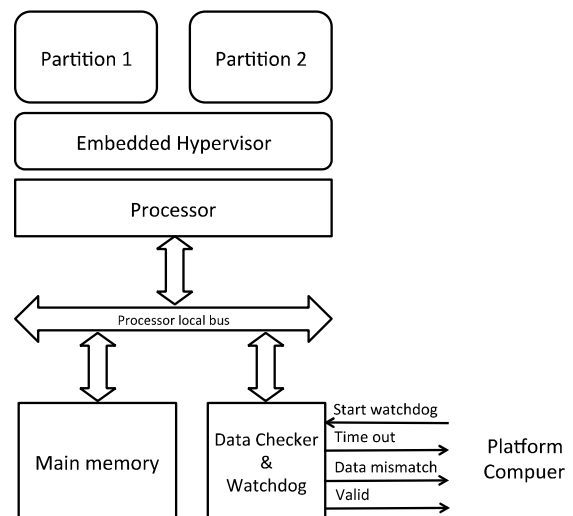 Partition 1
Partition 2
Embedded Hypervisor
Processor
Processor local bus
Main memory
Data Checker
&
Watchdog
Start watchdog
Time out
Data mismatch
Valid
Platform
Compuer